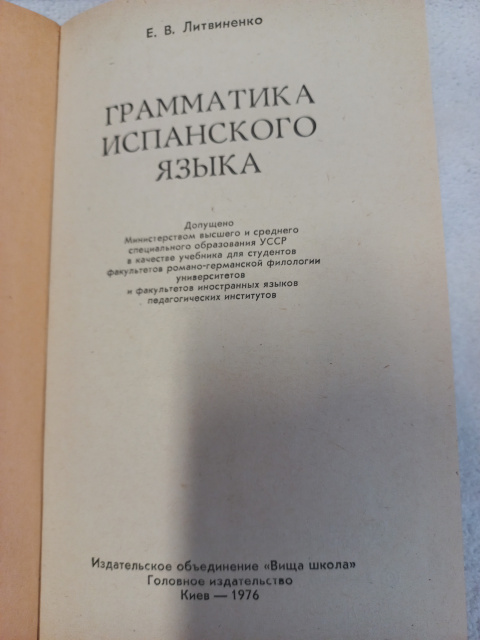 Е. В. Литвиненко
ГРАММАТИКА
ИСПАНСКОГО
ЯЗЫКА
Допущено
Министерством высшего и среднего
специального образования УССР
в качестве учебника для студентов
факультетов романо-германской филологии
университетов
и факультетов иностранных языков
педагогических институтов
Издательское объединение «Вища школа»
Головное издательство
Киев — 1976